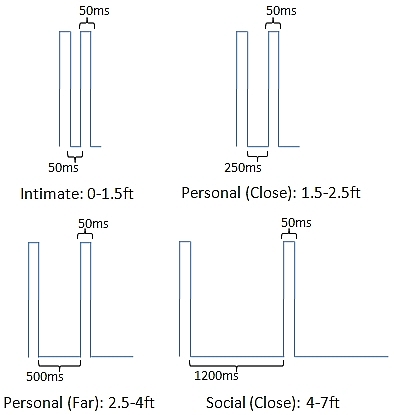 50ms
50ms
50ms
250ms
Intimate: 0-1.5ft
Personal (Close): 1.5-2.5ft
50ms
50ms
500ms
1200ms
Personal (Far): 2.5-4ft
Social (Close): 4-7ft